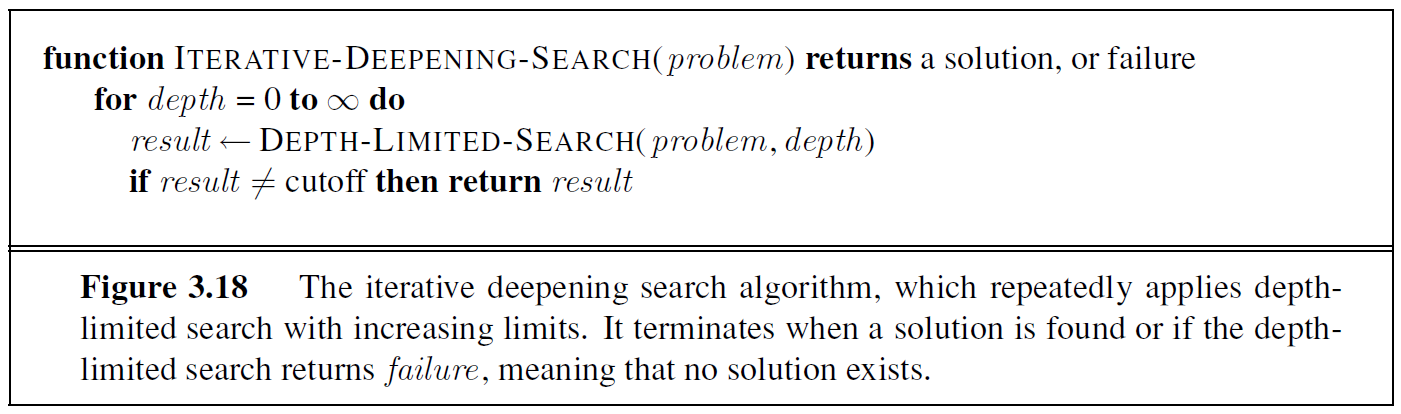 function ITERATIVE-DEEPENING-SEARCH(problem) returns a solution, or failure
for depth = 0 to ∞ do
result ← DEPTH-LIMITED-SEARCH(problem, depth)
if result ≠ cutoff then return result
Figure 3.18 The iterative deepening search algorithm, which repeatedly applies depth-
limited search with increasing limits. It terminates when a solution is found or if the depth-
limited search returns failure, meaning that no solution exists.